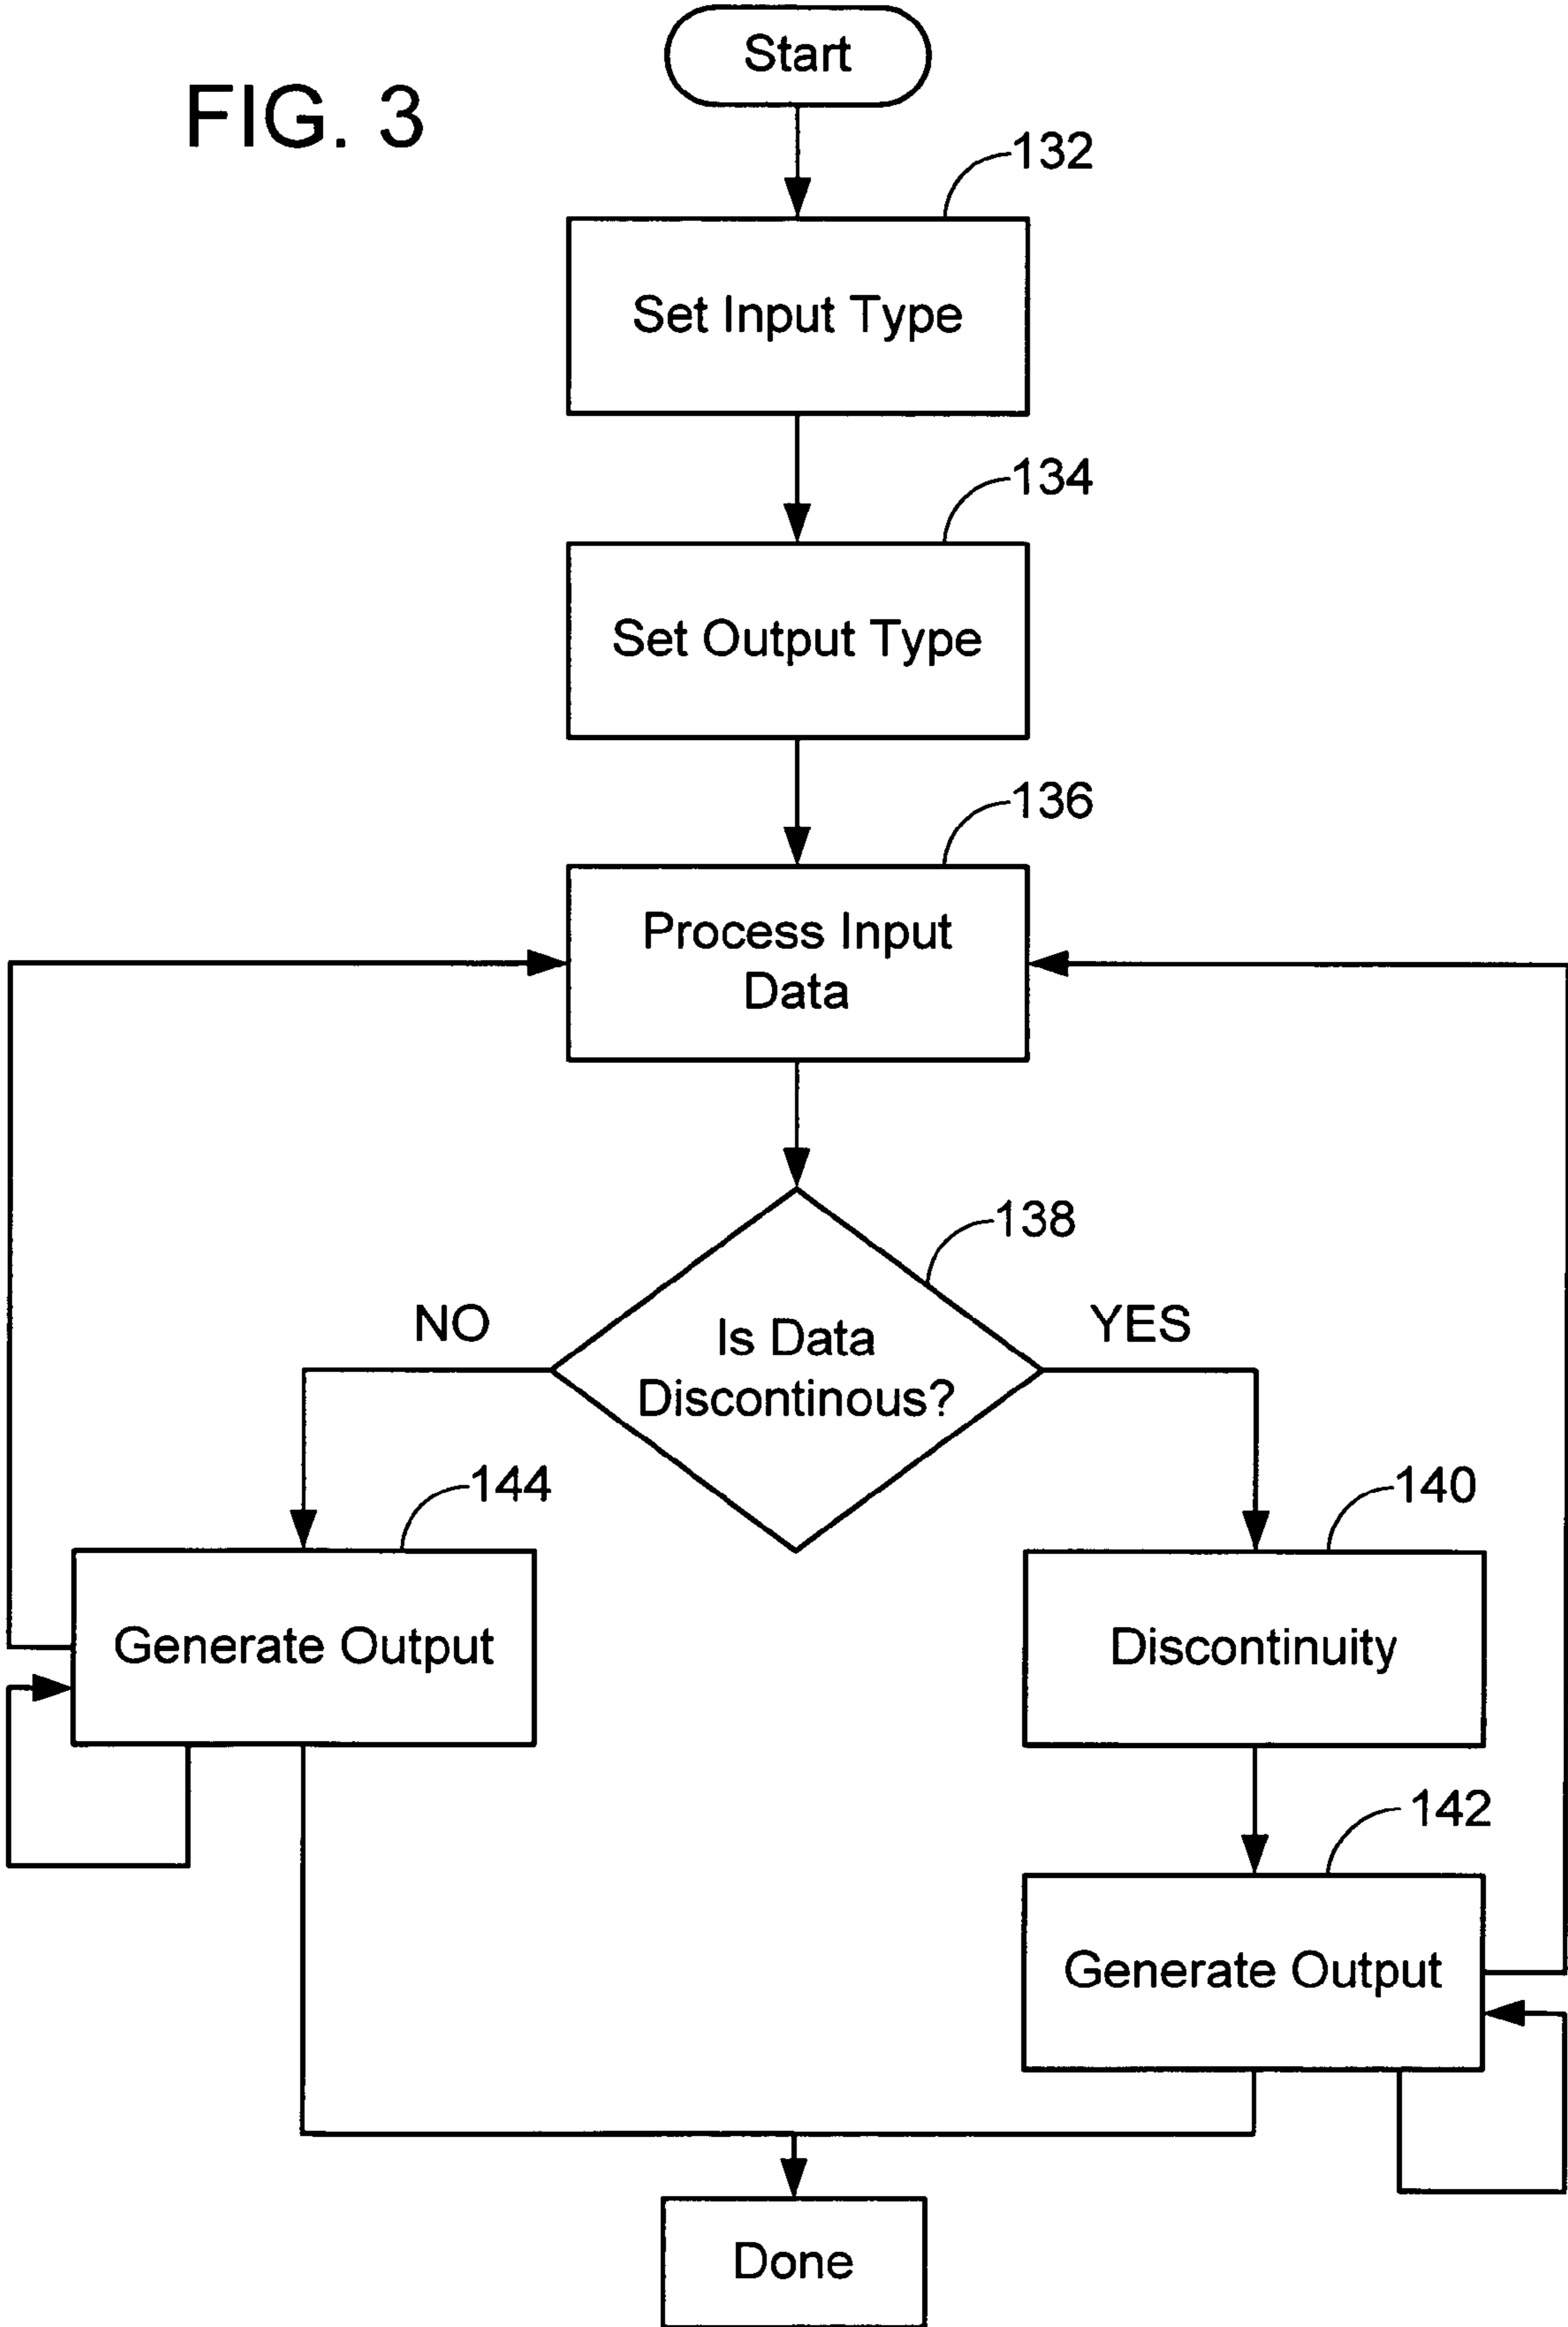 FIG. 3
Start
132
Set Input Type
134
Set Output Type
136
Process Input
Data
138
NO
YES
Is Data
Discontinous?
144
140
Generate Output
Discontinuity
142
Generate Output
Done